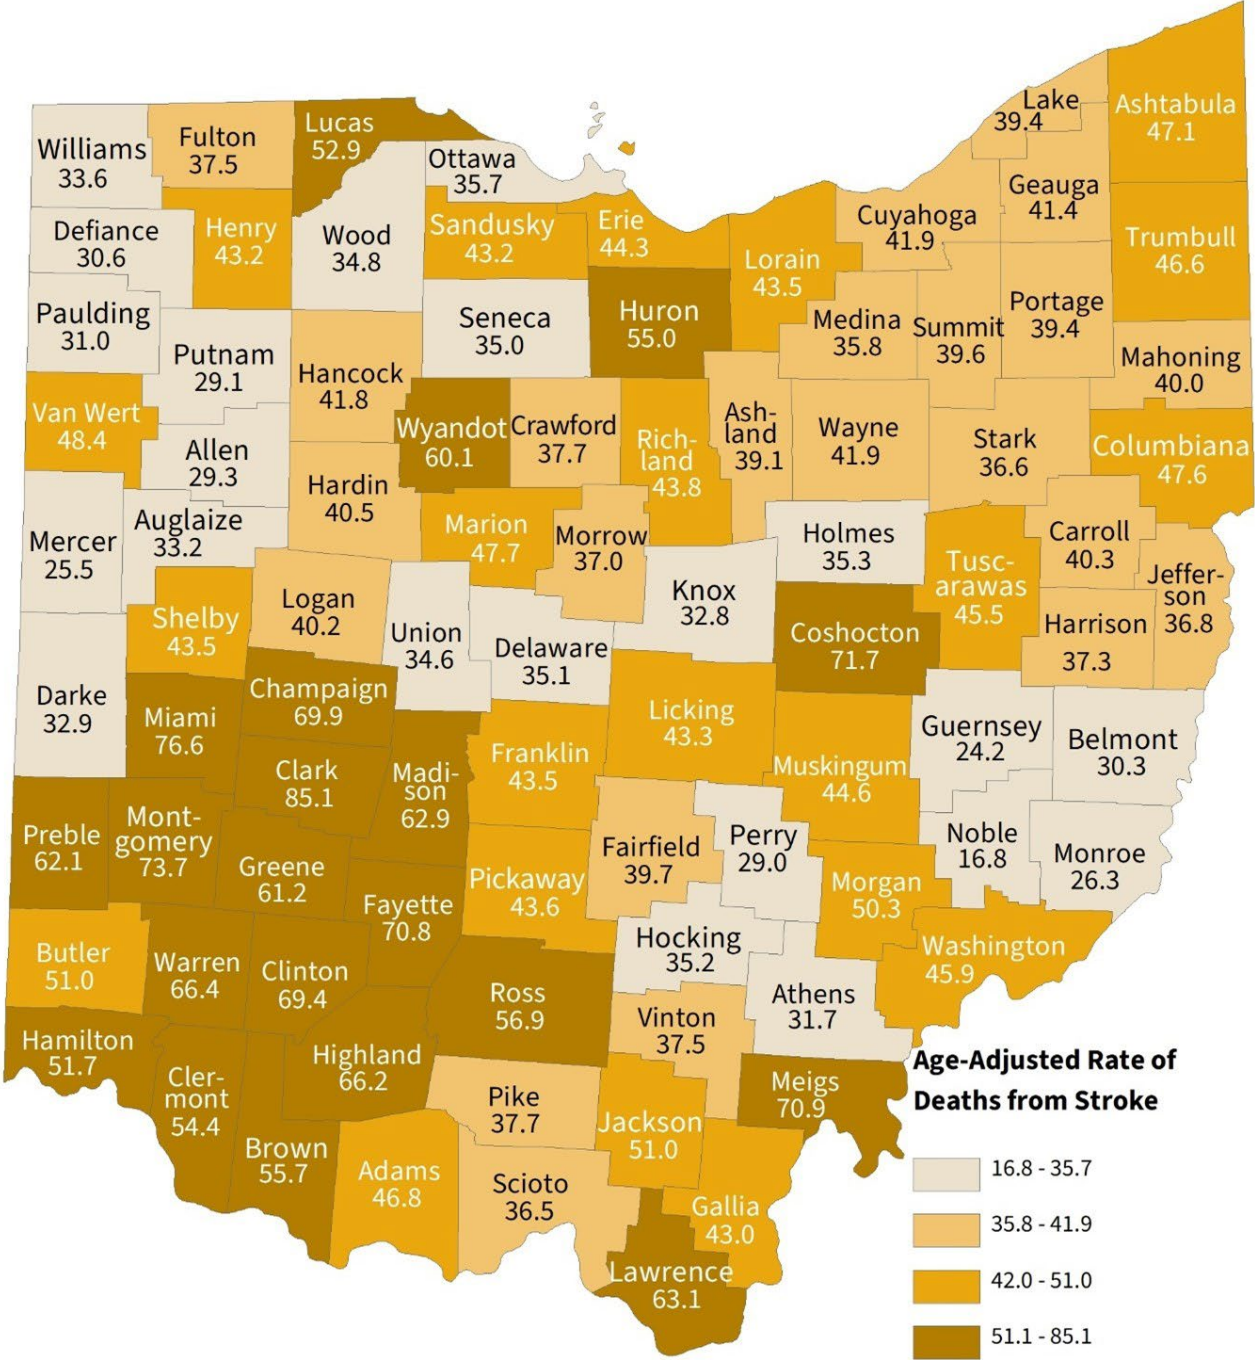 Williams
33.6
Fulton
37.5
Lucas
52.9
Ottawa
35.7
Lake
39.4
Ashtabula
47.1
Defiance
30.6
Henry
43.2
Wood
34.8
Sandusky
43.2
Erie
44.3
Lorain
43.5
Cuyahoga
41.9
Geauga
41.4
Trumbull
46.6
Paulding
31.0
Putnam
29.1
Hancock
41.8
Seneca
35.0
Huron
55.0
Medina
35.8
Summit
39.6
Portage
39.4
Mahoning
40.0
Van Wert
48.4
Allen
29.3
Wyandot
60.1
Crawford
37.7
Rich-
land
43.8
Ash-
land
39.1
Wayne
41.9
Stark
36.6
Columbiana
47.6
Mercer
25.5
Auglaize
33.2
Hardin
40.5
Marion
47.7
Morrow
37.0
Holmes
35.3
Carroll
40.3
Jeffer-
son
36.8
Tusc-
arawas
45.5
Harrison
37.3
Shelby
43.5
Logan
40.2
Union
34.6
Delaware
35.1
Knox
32.8
Coshocton
71.7
Darke
32.9
Miami
76.6
Champaign
69.9
Clark
85.1
Madi-
son
62.9
Franklin
43.5
Licking
43.3
Muskingum
44.6
Guernsey
24.2
Belmont
30.3
Preble
62.1
Mont-
gomery
73.7
Greene
61.2
Fayette
70.8
Pickaway
43.6
Fairfield
39.7
Perry
29.0
Morgan
50.3
Noble
16.8
Monroe
26.3
Butler
51.0
Warren
66.4
Clinton
69.4
Ross
56.9
Hocking
35.2
Athens
31.7
Washington
45.9
Hamilton
51.7
Cler-
mont
54.4
Highland
66.2
Brown
55.7
Adams
46.8
Pike
37.7
Scioto
36.5
Vinton
37.5
Jackson
51.0
Meigs
70.9
Gallia
43.0
Lawrence
63.1
Age-Adjusted Rate of
Deaths from Stroke
16.8 - 35.7
35.8 - 41.9
42.0 - 51.0
51.1 - 85.1